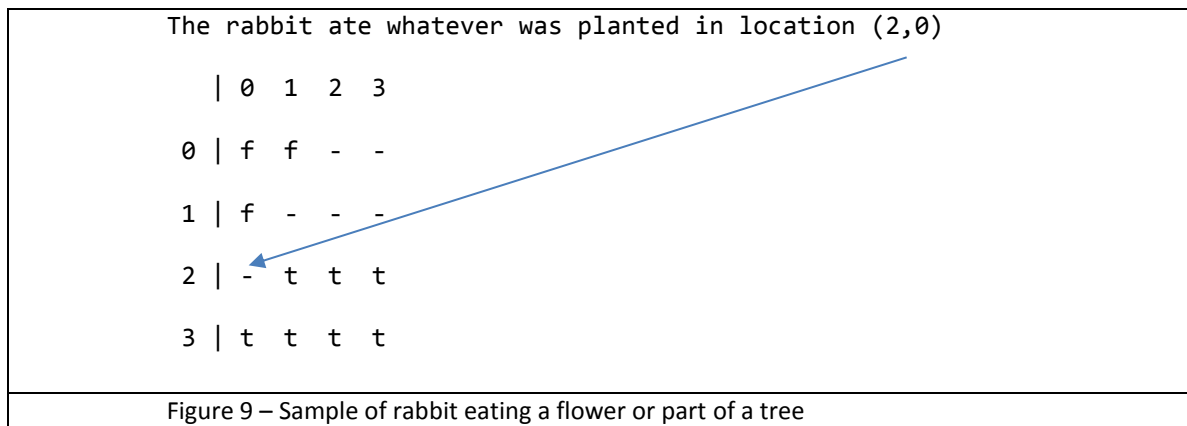 The rabbit ate whatever was planted in location (2,0)
| 0 1 2 3
0 | f f - -
1 | f - - -
2 | - t t t
3 | t t t t
Figure 9 – Sample of rabbit eating a flower or part of a tree